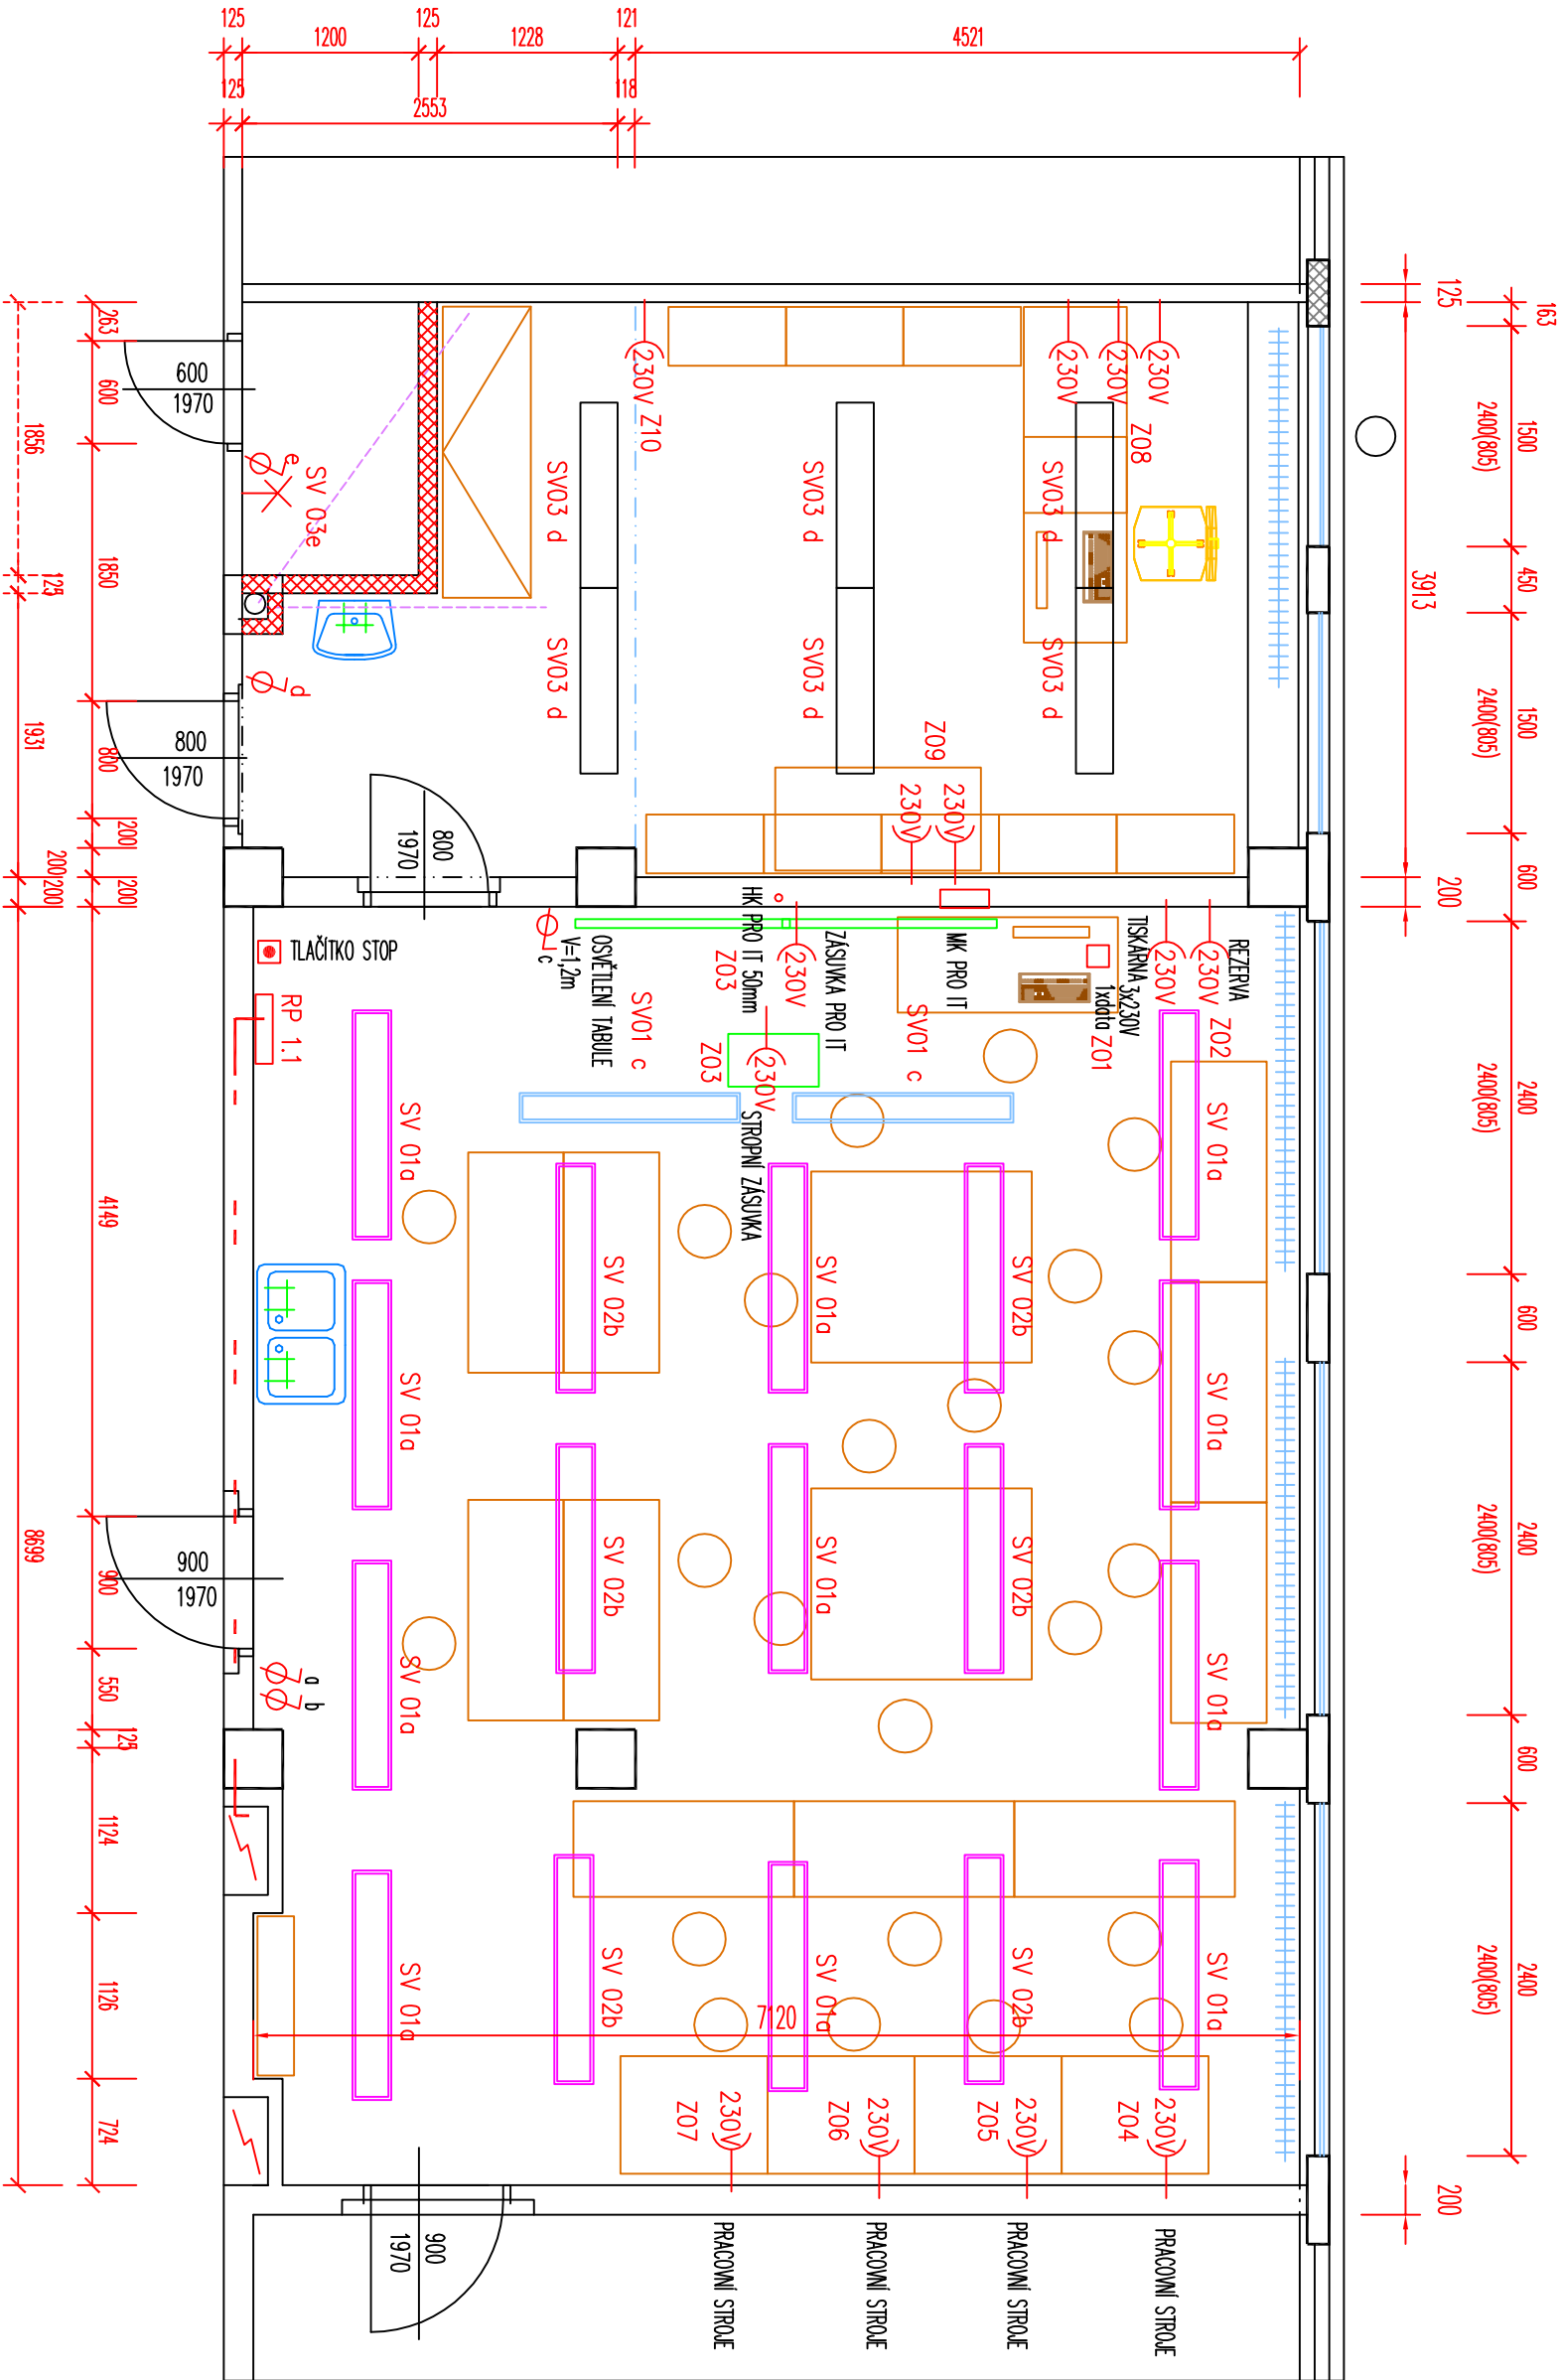 163
1500
2400(805)
450
1500
2400(805)
600
2400
2400(805)
600
2400
2400(805)
600
2400
2400(805)
125
3913
200
200
125
1200
125
1228
121
4521
125
2553
118
230V
230V
230V
Z08
230V Z10
SV03 d
SV03 d
SV03 d
SV03 d
SV03 d
SV03 d
Z09
230V
230V
SV 03e
e
d
600
1970
800
1970
800
1970
REZERVA
230V Z02
230V
TISKÁRNA 3x230V
1xdata Z01
MK PRO IT
SV01 c
ZÁSUVKA PRO IT
230V
HK PRO IT 50mm
Z03
230V
Z03
STROPNÍ ZÁSUVKA
SV01 c
OSVĚTLENÍ TABULE
V=1,2m
c
TLAČÍTKO STOP
RP 1.1
SV 01a
SV 02b
SV 01a
SV 02b
SV 01a
SV 01a
SV 01a
SV 01a
SV 02b
SV 01a
SV 02b
SV 01a
SV 01a
SV 01a
SV 02b
SV 01a
SV 02b
SV 01a
7120
900
1970
a b
230V
Z04
230V
Z05
230V
Z06
230V
Z07
PRACOVNÍ STROJE
PRACOVNÍ STROJE
PRACOVNÍ STROJE
PRACOVNÍ STROJE
900
1970
263
600
1850
800
200
200
4149
900
550
125
1124
1126
724
1856
125
1931
200
200
8699